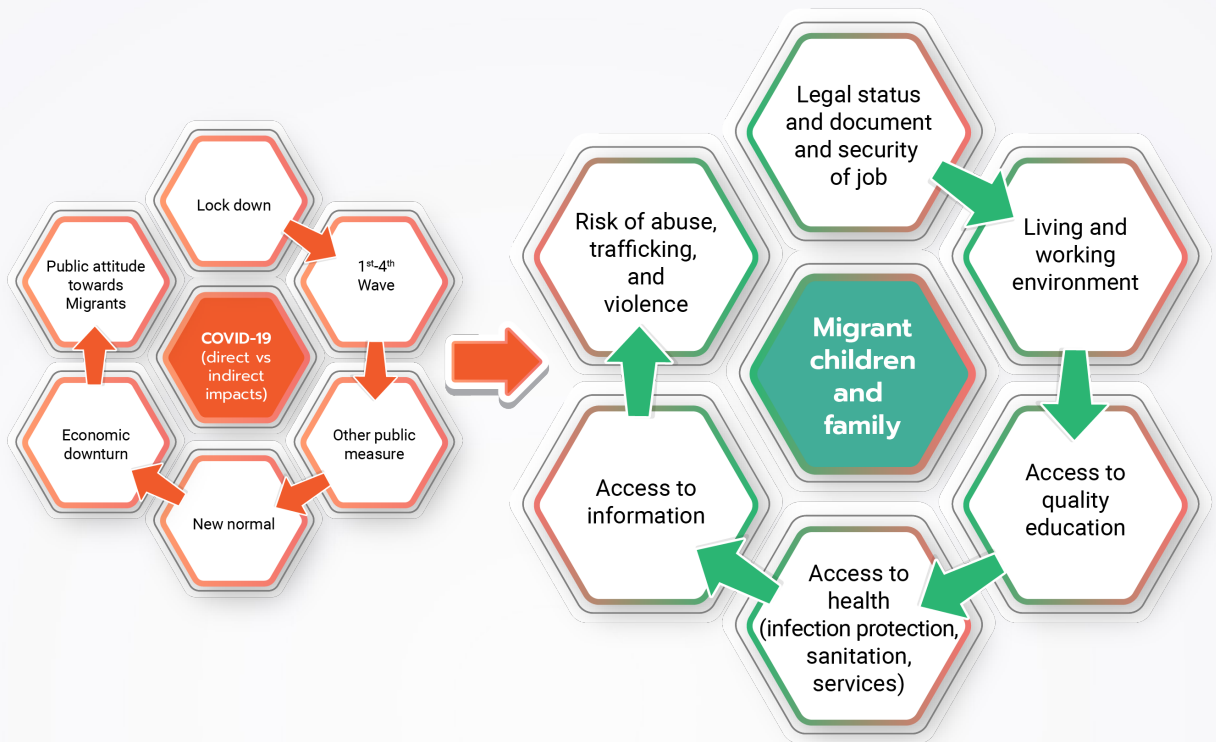 Lock down
1st-4th
Wave
Other public
measure
New normal
Economic
downturn
Public attitude
towards
Migrants
COVID-19
(direct vs
indirect
impacts)
Legal status
and document
and security
of job
Living and
working
environment
Access to
quality
education
Access to
health
(infection protection,
sanitation,
services)
Access to
information
Risk of abuse,
trafficking,
and
violence
Migrant
children
and
family